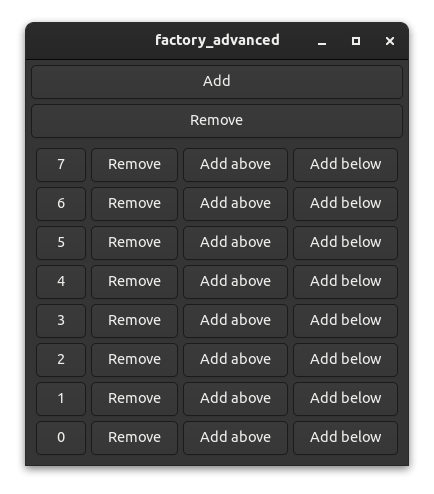 factory_advanced
Add
Remove
7 Remove Add above Add below
6 Remove Add above Add below
5 Remove Add above Add below
4 Remove Add above Add below
3 Remove Add above Add below
2 Remove Add above Add below
1 Remove Add above Add below
0 Remove Add above Add below